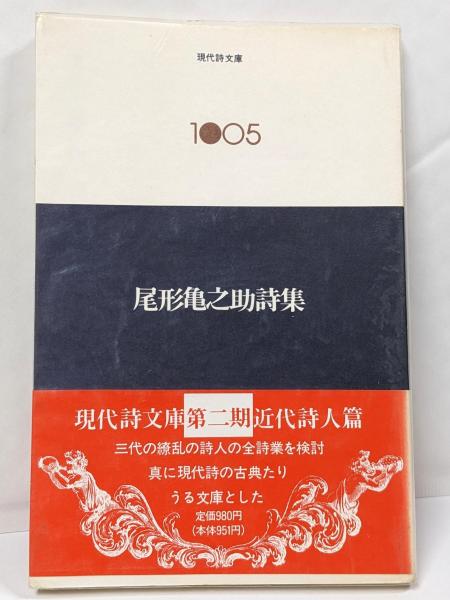 現代詩文庫
1005
尾形亀之助詩集
現代詩文庫第二期近代詩人篇
三代の繚乱の詩人の全詩業を検討
真に現代詩の古典たり
うる文庫とした
定価980円
(本体951円)